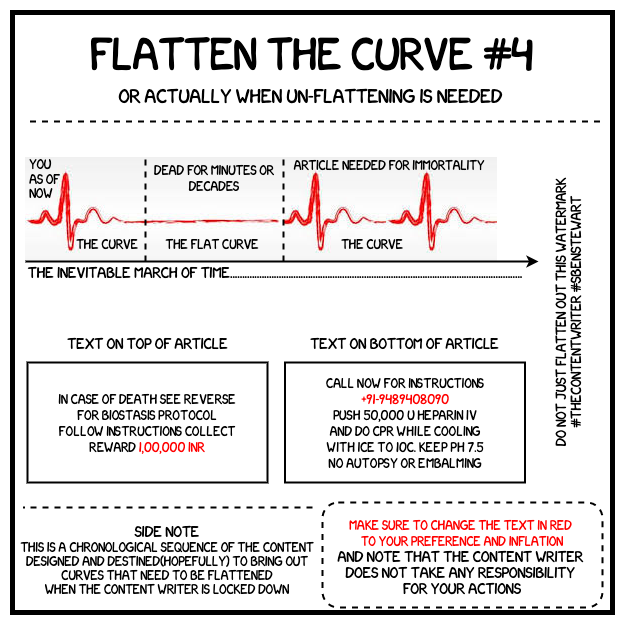 FLATTEN THE CURVE #4
OR ACTUALLY WHEN UN-FLATTENING IS NEEDED
YOU
AS OF
NOW
THE CURVE
DEAD FOR MINUTES OR
DECADES
THE FLAT CURVE
ARTICLE NEEDED FOR IMMORTALITY
THE CURVE
THE INEVITABLE MARCH OF TIME
DO NOT JUST FLATTEN OUT THIS WATERMARK
#THECONTENTWRITER #SBENSTEWART
TEXT ON TOP OF ARTICLE
IN CASE OF DEATH SEE REVERSE
FOR BIOSTASIS PROTOCOL
FOLLOW INSTRUCTIONS COLLECT
REWARD 1,00,000 INR
TEXT ON BOTTOM OF ARTICLE
CALL NOW FOR INSTRUCTIONS
+91-9489408090
PUSH 50,000 U HEPARIN IV
AND DO CPR WHILE COOLING
WITH ICE TO 10C. KEEP PH 7.5
NO AUTOPSY OR EMBALMING
SIDE NOTE
THIS IS A CHRONOLOGICAL SEQUENCE OF THE CONTENT
DESIGNED AND DESTINED(HOPEFULLY) TO BRING OUT
CURVES THAT NEED TO BE FLATTENED
WHEN THE CONTENT WRITER IS LOCKED DOWN
MAKE SURE TO CHANGE THE TEXT IN RED
TO YOUR PREFERENCE AND INFLATION
AND NOTE THAT THE CONTENT WRITER
DOES NOT TAKE ANY RESPONSIBILITY
FOR YOUR ACTIONS